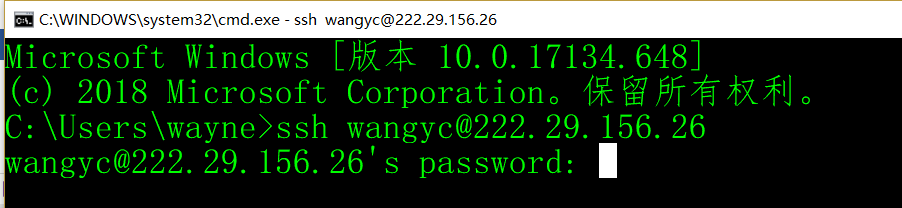 C:\WINDOWS\system32\cmd.exe - ssh wangyc@222.29.156.26
Microsoft Windows [版本 10.0.17134.648]
(c) 2018 Microsoft Corporation。保留所有权利。
C:\Users\wayne>ssh wangyc@222.29.156.26
wangyc@222.29.156.26's password: